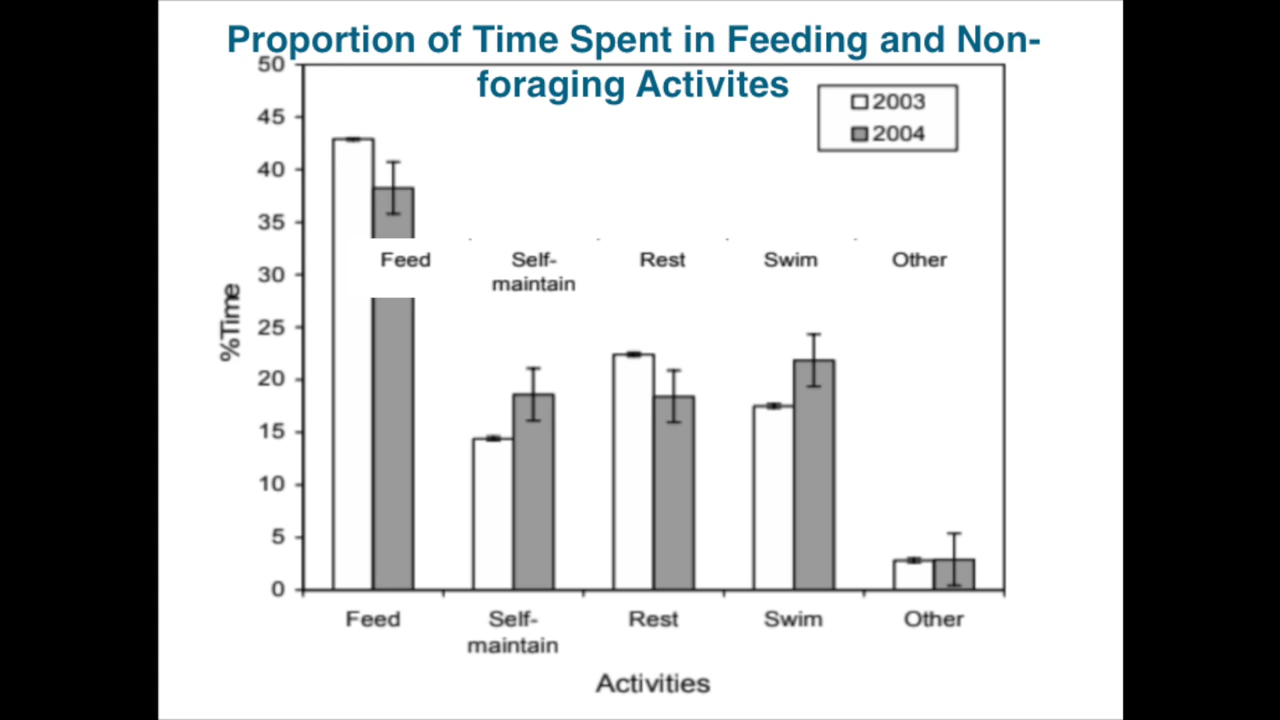 Proportion of Time Spent in Feeding and Non-
foraging Activites
2003
2004
50
45
40
35
30
25
20
15
10
5
0
%Time
Feed Self- Rest Swim Other
maintain
Feed Self- Rest Swim Other
maintain
Activities